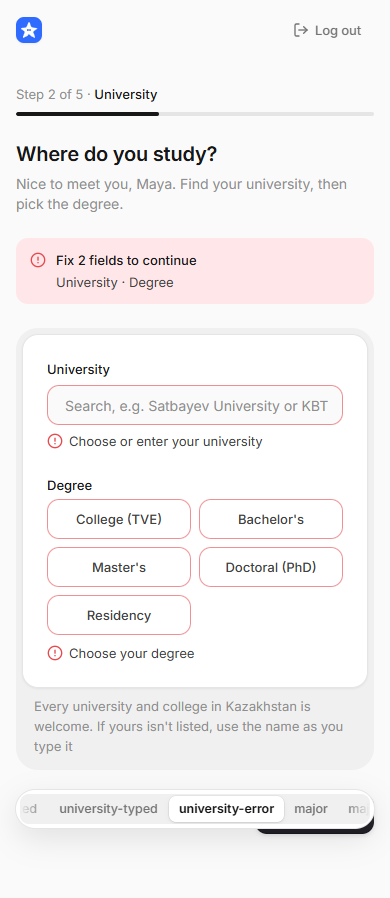 Log out
Step 2 of 5 · University
Where do you study?
Nice to meet you, Maya. Find your university, then
pick the degree.
Fix 2 fields to continue
University · Degree
University
Search, e.g. Satbayev University or KBT
Choose or enter your university
Degree
College (TVE) Bachelor's
Master's Doctoral (PhD)
Residency
Choose your degree
Every university and college in Kazakhstan is
welcome. If yours isn't listed, use the name as you
type it
ed university-typed university-error major ma